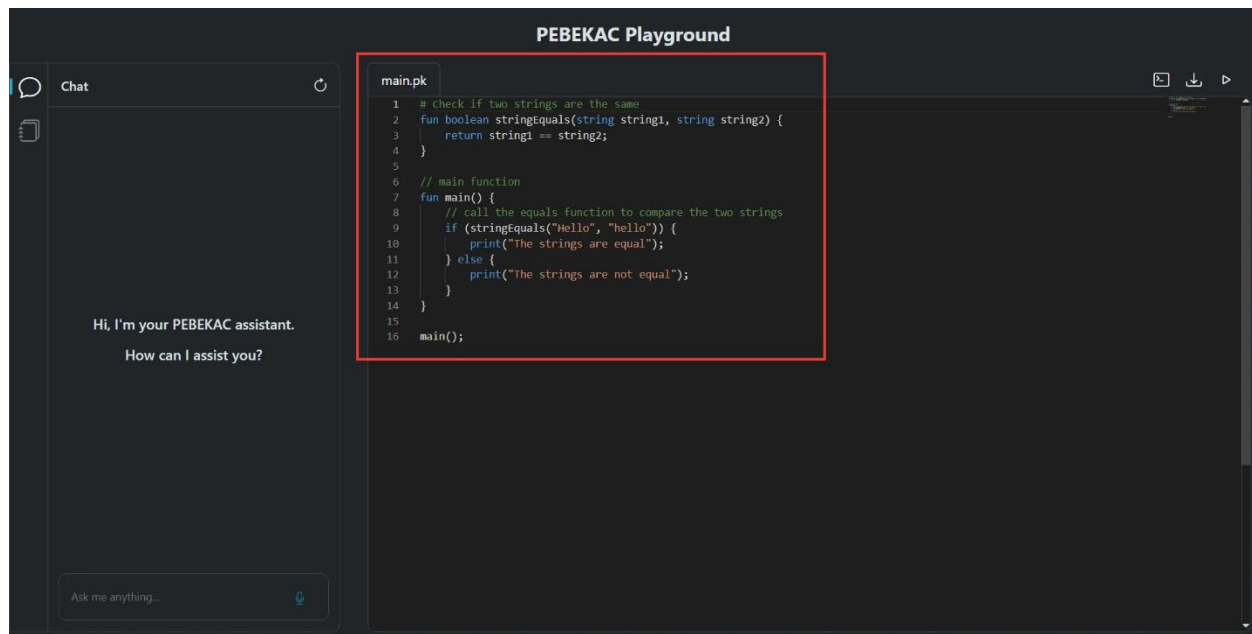 PEBEKAC Playground
Chat
Hi, I'm your PEBEKAC assistant.
How can I assist you?
Ask me anything...
main.pk
1 # Check if two strings are the same
2 fun boolean stringEquals(string string1, string string2) {
3 return string1 == string2;
4 }
5
6 // main function
7 fun main() {
8 // call the equals function to compare the two strings
9 if (stringEquals("Hello", "hello")) {
10 print("The strings are equal");
11 } else {
12 print("The strings are not equal");
13 }
14 }
15
16 main();